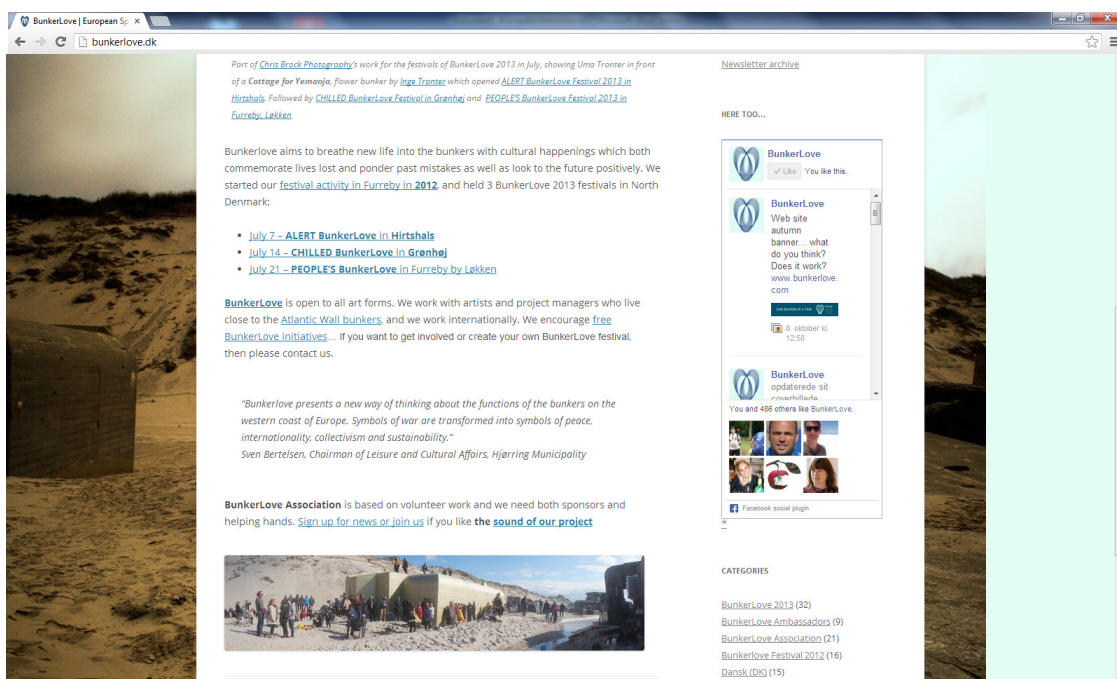 BunkerLove | European Sp
bunkerlove.dk
Part of Chris Brock Photography's work for the festivals of BunkerLove 2013 in July, showing Uma Tranter in front
of a Cottage for Yemanja, flower bunker by Inge Tranter which opened ALERT BunkerLove Festival 2013 in
Hirtshals. Followed by CHILLED BunkerLove Festival in Grønhøj and PEOPLE'S BunkerLove Festival 2013 in
Furreby, Løkken
Bunkerlove aims to breathe new life into the bunkers with cultural happenings which both
commemorate lives lost and ponder past mistakes as well as look to the future positively. We
started our festival activity in Furreby in 2012, and held 3 BunkerLove 2013 festivals in North
Denmark:
• July 7 – ALERT BunkerLove in Hirtshals
• July 14 – CHILLED BunkerLove in Grønhøj
• July 21 – PEOPLE'S BunkerLove in Furreby by Løkken
BunkerLove is open to all art forms. We work with artists and project managers who live
close to the Atlantic Wall bunkers, and we work internationally. We encourage free
BunkerLove initiatives... If you want to get involved or create your own BunkerLove festival,
then please contact us.
“Bunkerlove presents a new way of thinking about the functions of the bunkers on the
western coast of Europe. Symbols of war are transformed into symbols of peace,
internationality, collectivism and sustainability.”
Sven Bertelsen, Chairman of Leisure and Cultural Affairs, Hjørring Municipality
BunkerLove Association is based on volunteer work and we need both sponsors and
helping hands. Sign up for news or join us if you like the sound of our project
Newsletter archive
HERE TOO...
BunkerLove
Like You like this.
BunkerLove
Web site
autumn
banner... what
do you think?
Does it work?
www.bunkerlove.
com
8. oktober kl.
12:50
BunkerLove
opdaterede sit
coverbillede.
You and 486 others like BunkerLove.
Facebook social plugin
*
CATEGORIES
BunkerLove 2013 (32)
BunkerLove Ambassadors (9)
BunkerLove Association (21)
Bunkerlove Festival 2012 (16)
Dansk (DK) (15)